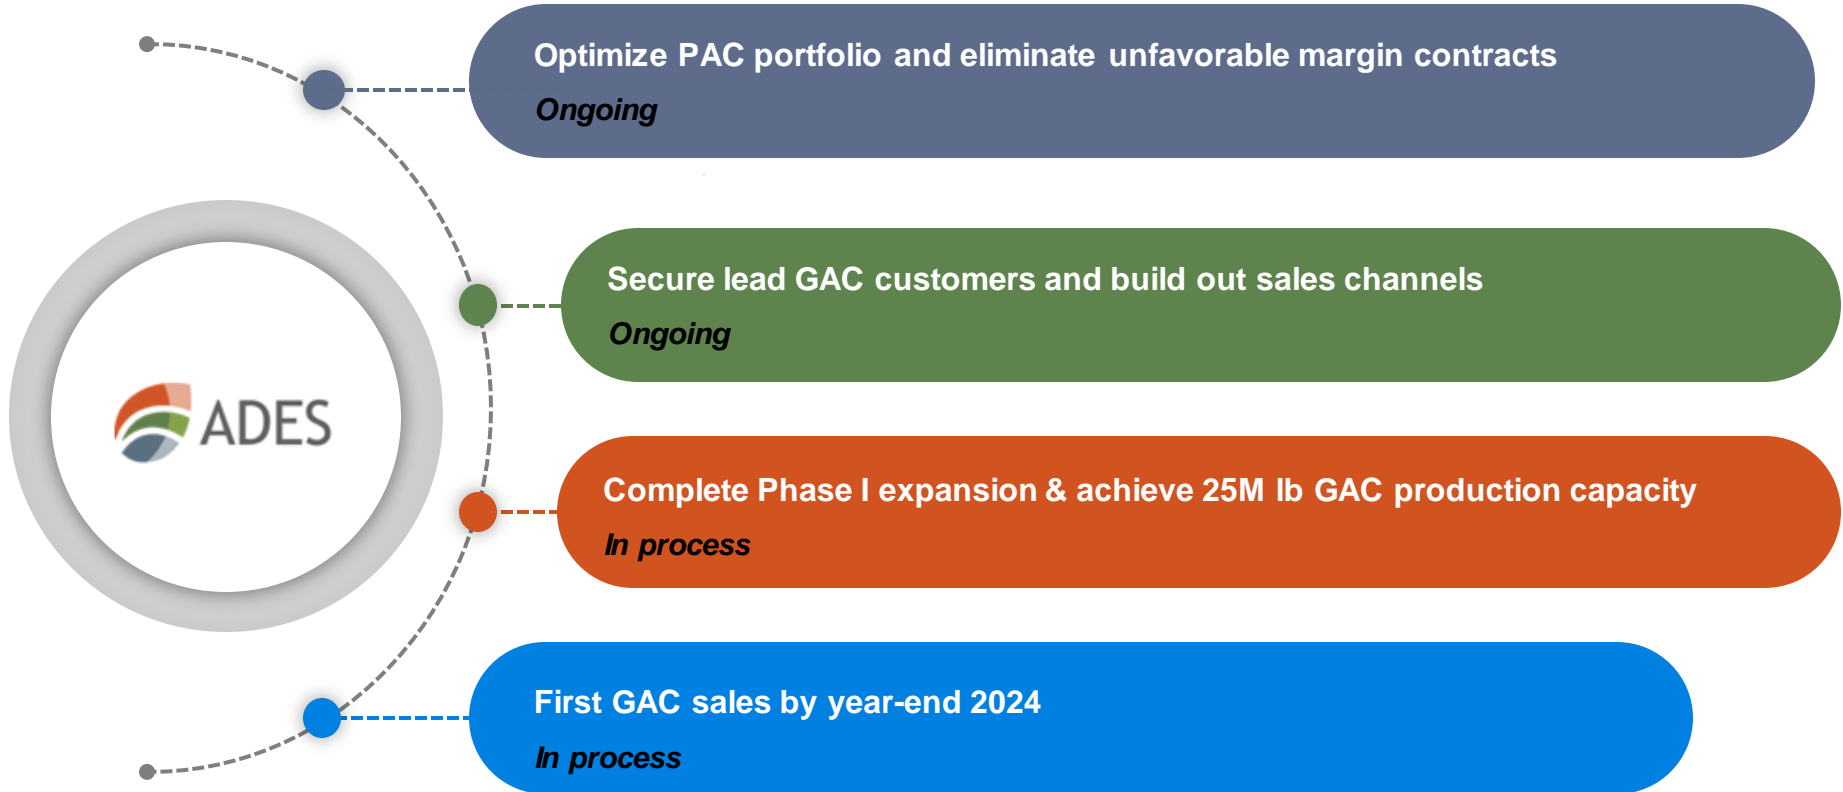 Optimize PAC portfolio and eliminate unfavorable margin contracts
Ongoing
Secure lead GAC customers and build out sales channels
Ongoing
ADES
Complete Phase I expansion & achieve 25M lb GAC production capacity
In process
First GAC sales by year-end 2024
In process